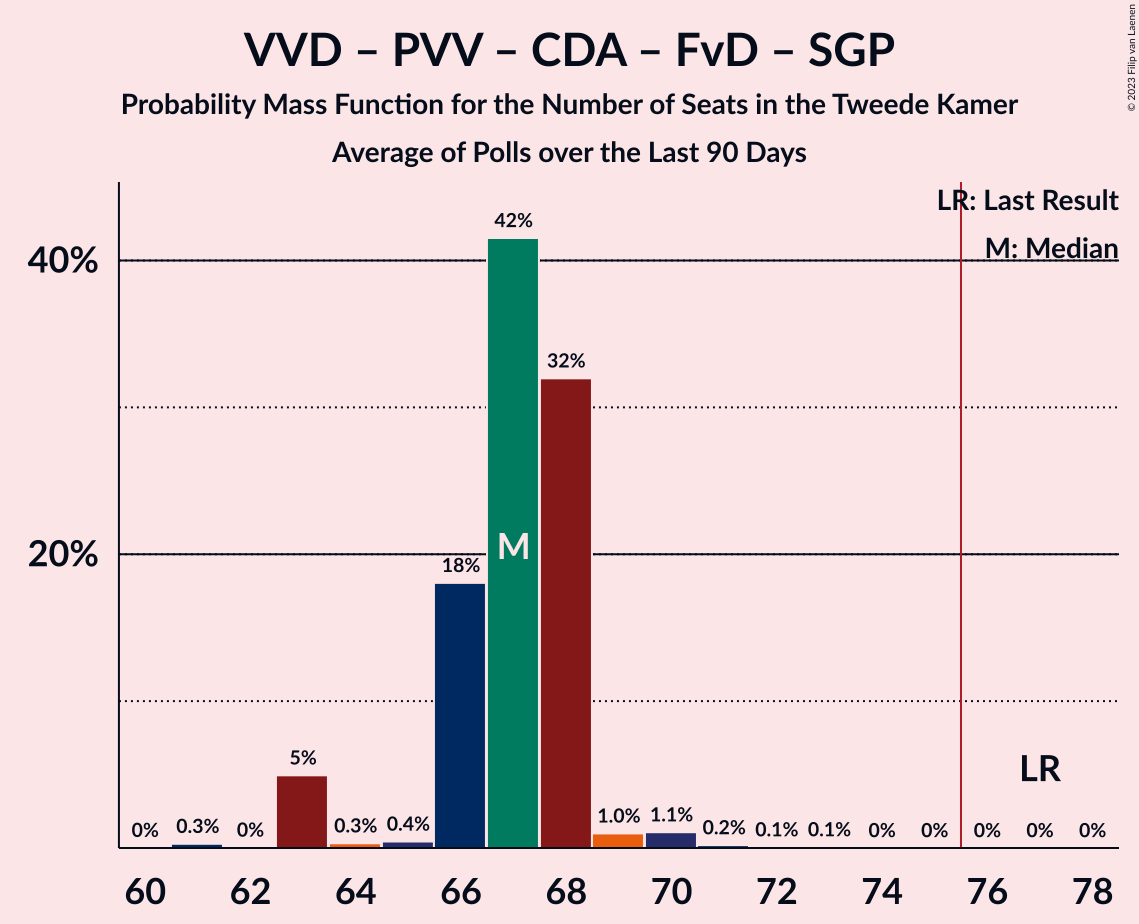 VVD – PVV – CDA – FvD – SGP
Probability Mass Function for the Number of Seats in the Tweede Kamer
Average of Polls over the Last 90 Days
© 2023 Filip van Laenen
LR: Last Result
M: Median
40%
20%
0%
0.3%
0%
5%
0.3%
0.4%
18%
42%
M
32%
1.0%
1.1%
0.2%
0.1%
0.1%
0%
0%
0%
0%
0%
LR
60 62 64 66 68 70 72 74 76 78